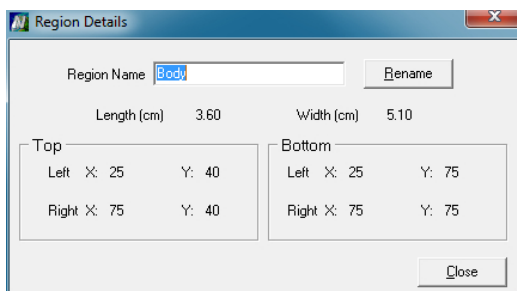 Region Details
Region Name Body Rename
Length (cm) 3.60 Width (cm) 5.10
Top
Left X: 25 Y: 40
Right X: 75 Y: 40
Bottom
Left X: 25 Y: 75
Right X: 75 Y: 75
Close